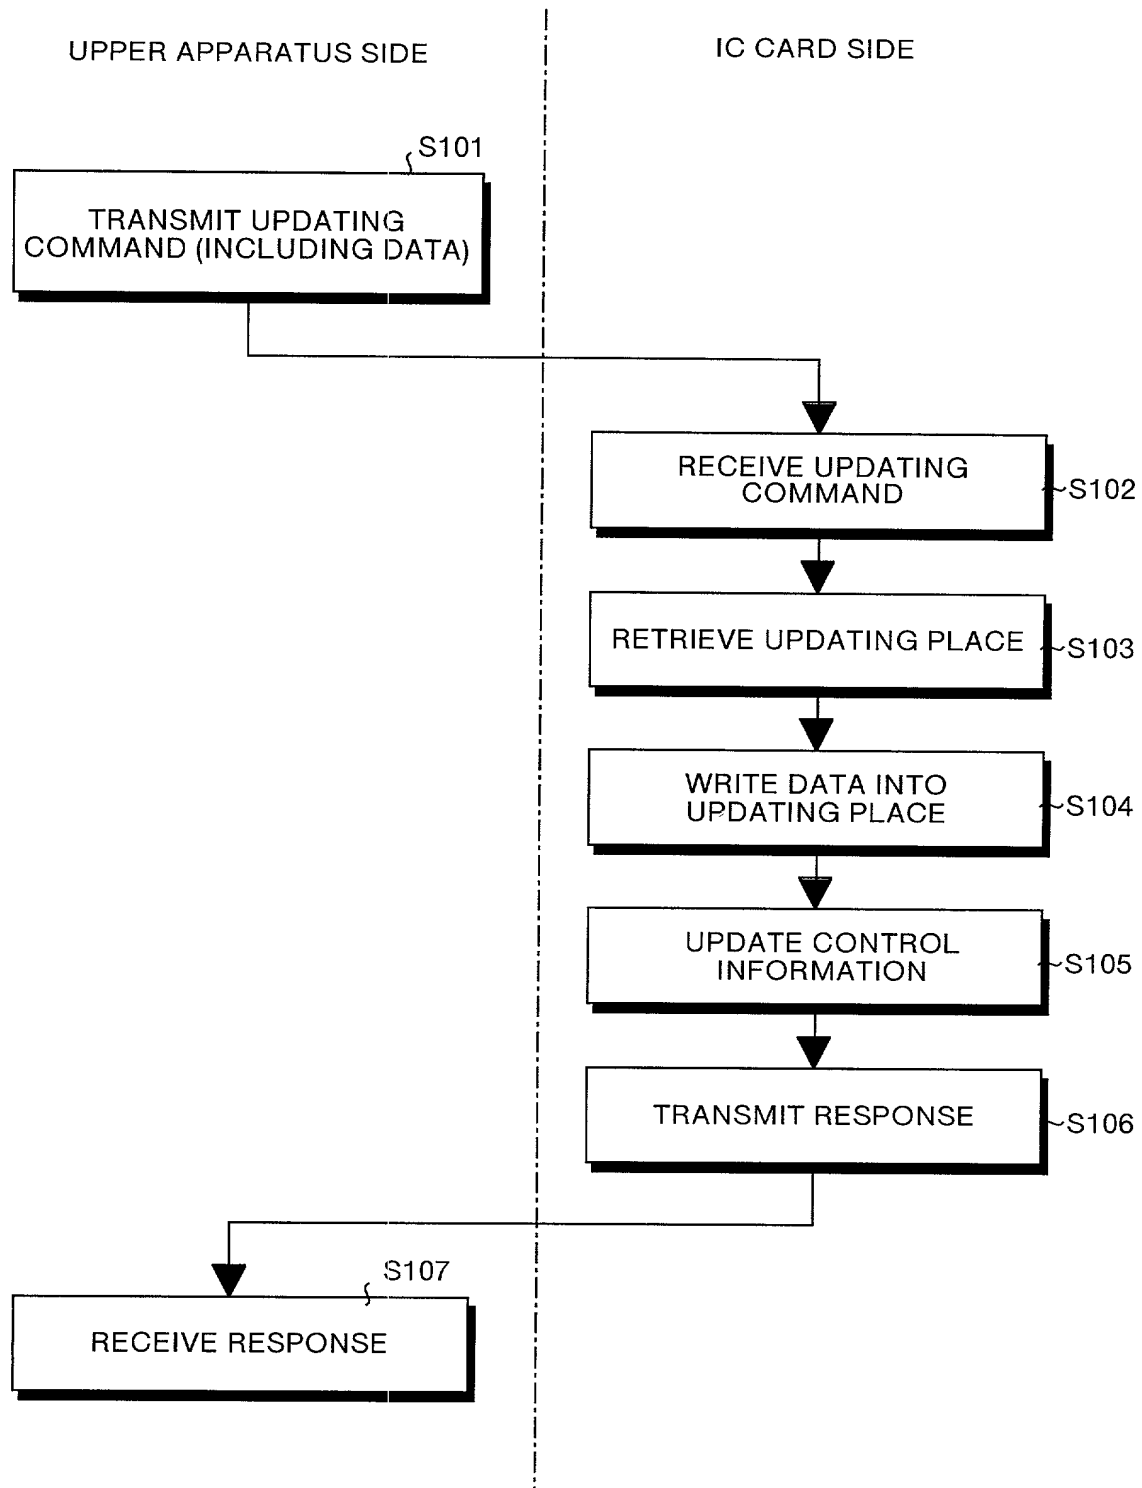 UPPER APPARATUS SIDE
IC CARD SIDE
S101
TRANSMIT UPDATING
COMMAND (INCLUDING DATA)
RECEIVE UPDATING
COMMAND
S102
RETRIEVE UPDATING PLACE
S103
WRITE DATA INTO
UPDATING PLACE
S104
UPDATE CONTROL
INFORMATION
S105
TRANSMIT RESPONSE
S106
S107
RECEIVE RESPONSE